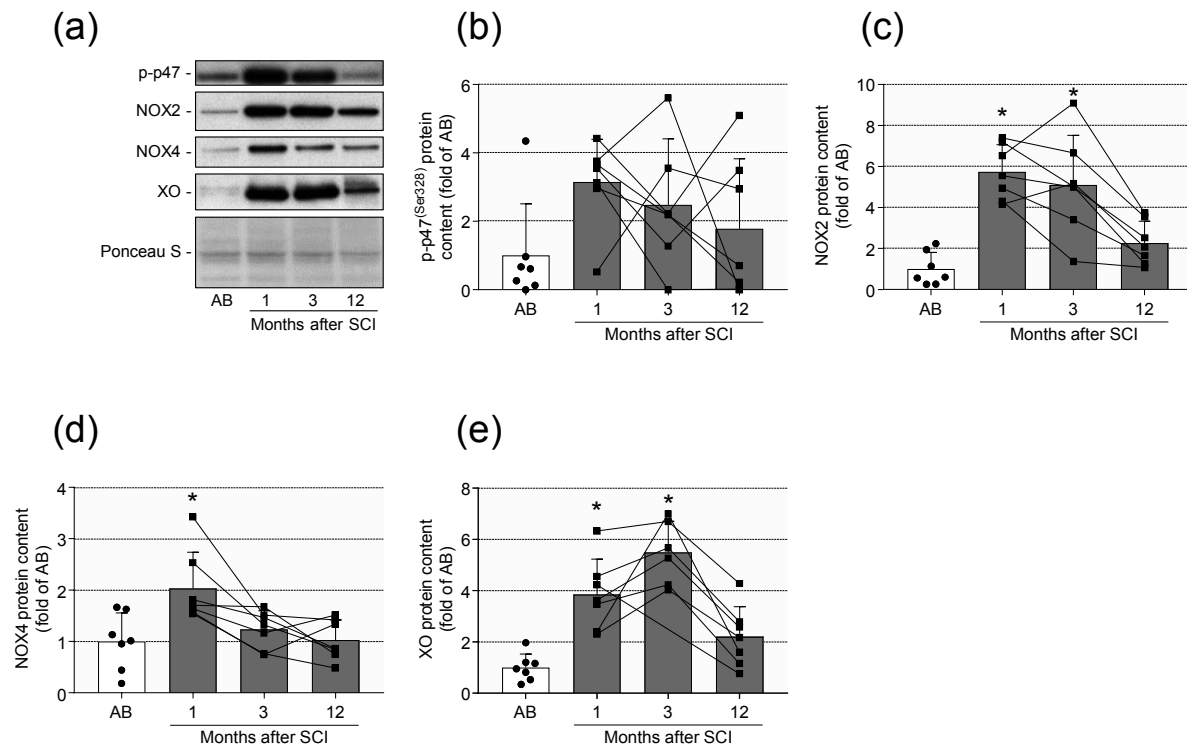 (a)
p-p47 -
NOX2 -
NOX4 -
XO -
Ponceau S -
AB 1 3 12
Months after SCI
(b)
p-p47(Ser328) protein
content (fold of AB)
6
4
2
0
AB 1 3 12
Months after SCI
(c)
NOX2 protein content
(fold of AB)
10
8
6
4
2
0
* *
AB 1 3 12
Months after SCI
(d)
NOX4 protein content
(fold of AB)
4
3
2
1
0
*
AB 1 3 12
Months after SCI
(e)
XO protein content
(fold of AB)
8
6
4
2
0
* *
AB 1 3 12
Months after SCI